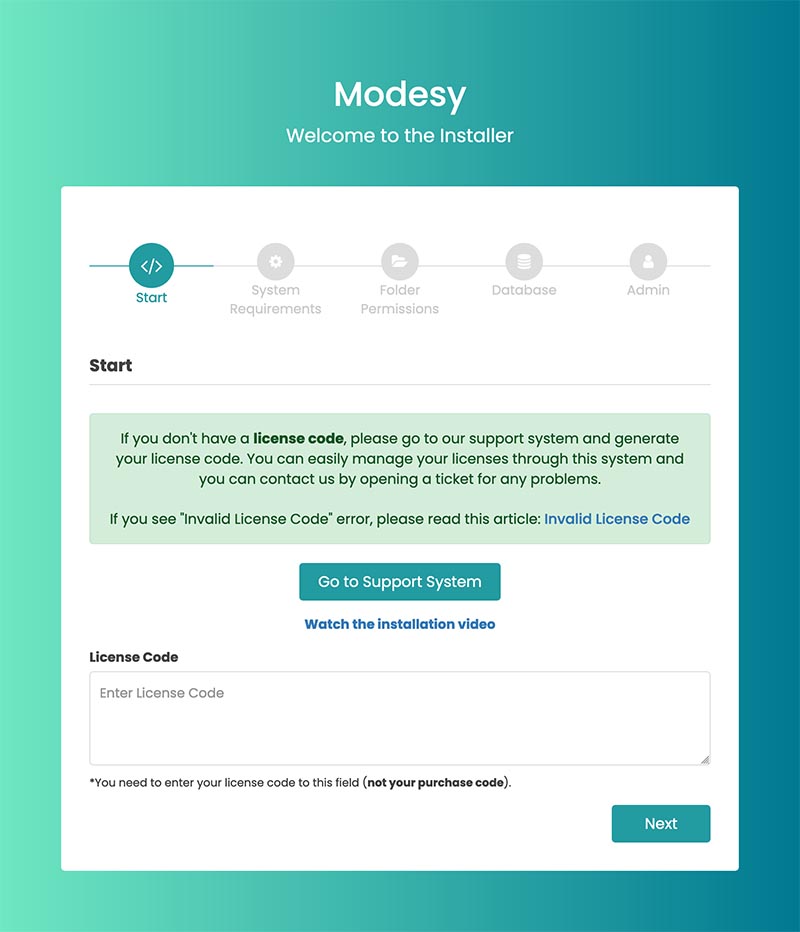 Modesy
Welcome to the Installer
Start
System
Requirements
Folder
Permissions
Database
Admin
Start
If you don't have a license code, please go to our support system and generate
your license code. You can easily manage your licenses through this system and
you can contact us by opening a ticket for any problems.
If you see "Invalid License Code" error, please read this article: Invalid License Code
Go to Support System
Watch the installation video
License Code
Enter License Code
*You need to enter your license code to this field (not your purchase code).
Next